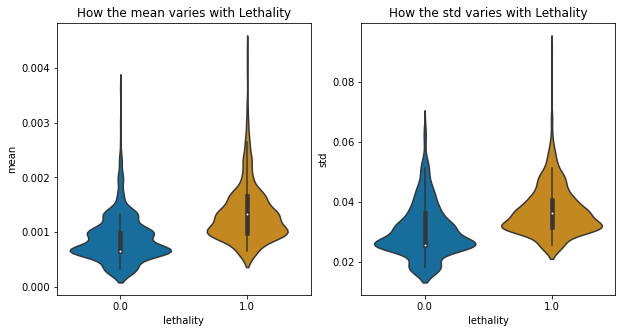 How the mean varies with Lethality
mean
0.004
0.003
0.002
0.001
0.000
0.0
1.0
lethality
How the std varies with Lethality
std
0.08
0.06
0.04
0.02
0.0
1.0
lethality